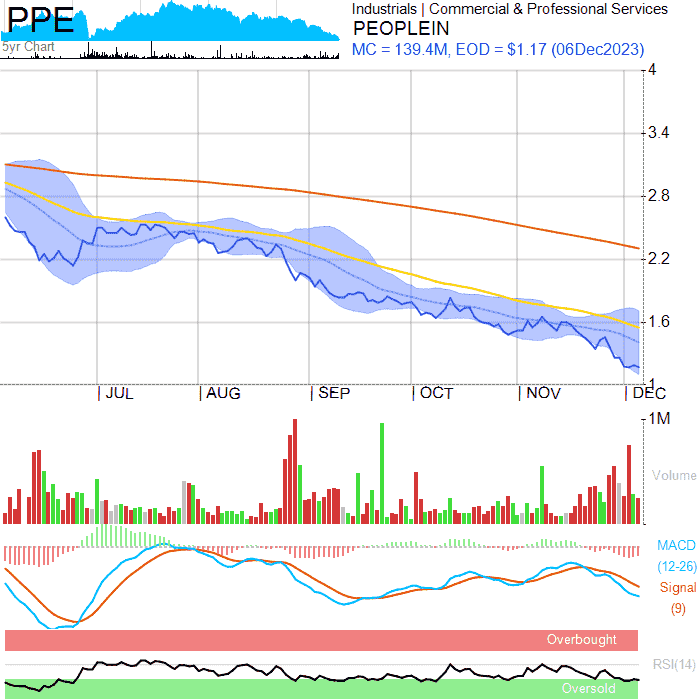 PPE
5yr Chart
Industrials | Commercial & Professional Services
PEOPLEIN
MC = 139.4M, EOD = $1.17 (06Dec2023)
4
3.4
2.8
2.2
1.6
1
JUL AUG SEP OCT NOV DEC
1M
Volume
MACD
(12-26)
Signal
(9)
Overbought
RSI(14)
Oversold